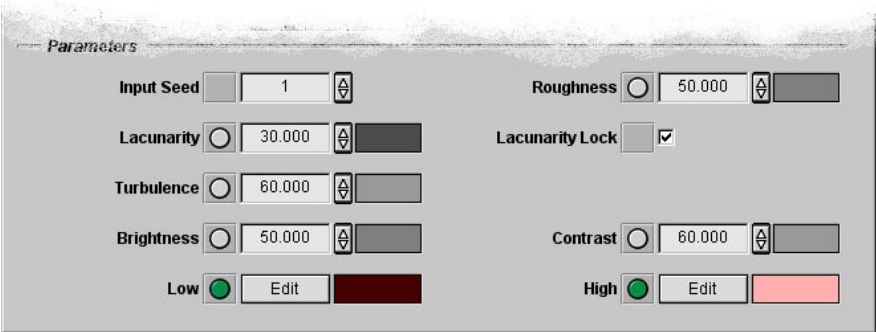 Parameters
Input Seed 1 Roughness 50.000
Lacunarity 30.000 Lacunarity Lock
Turbulence 60.000
Brightness 50.000 Contrast 60.000
Low Edit High Edit